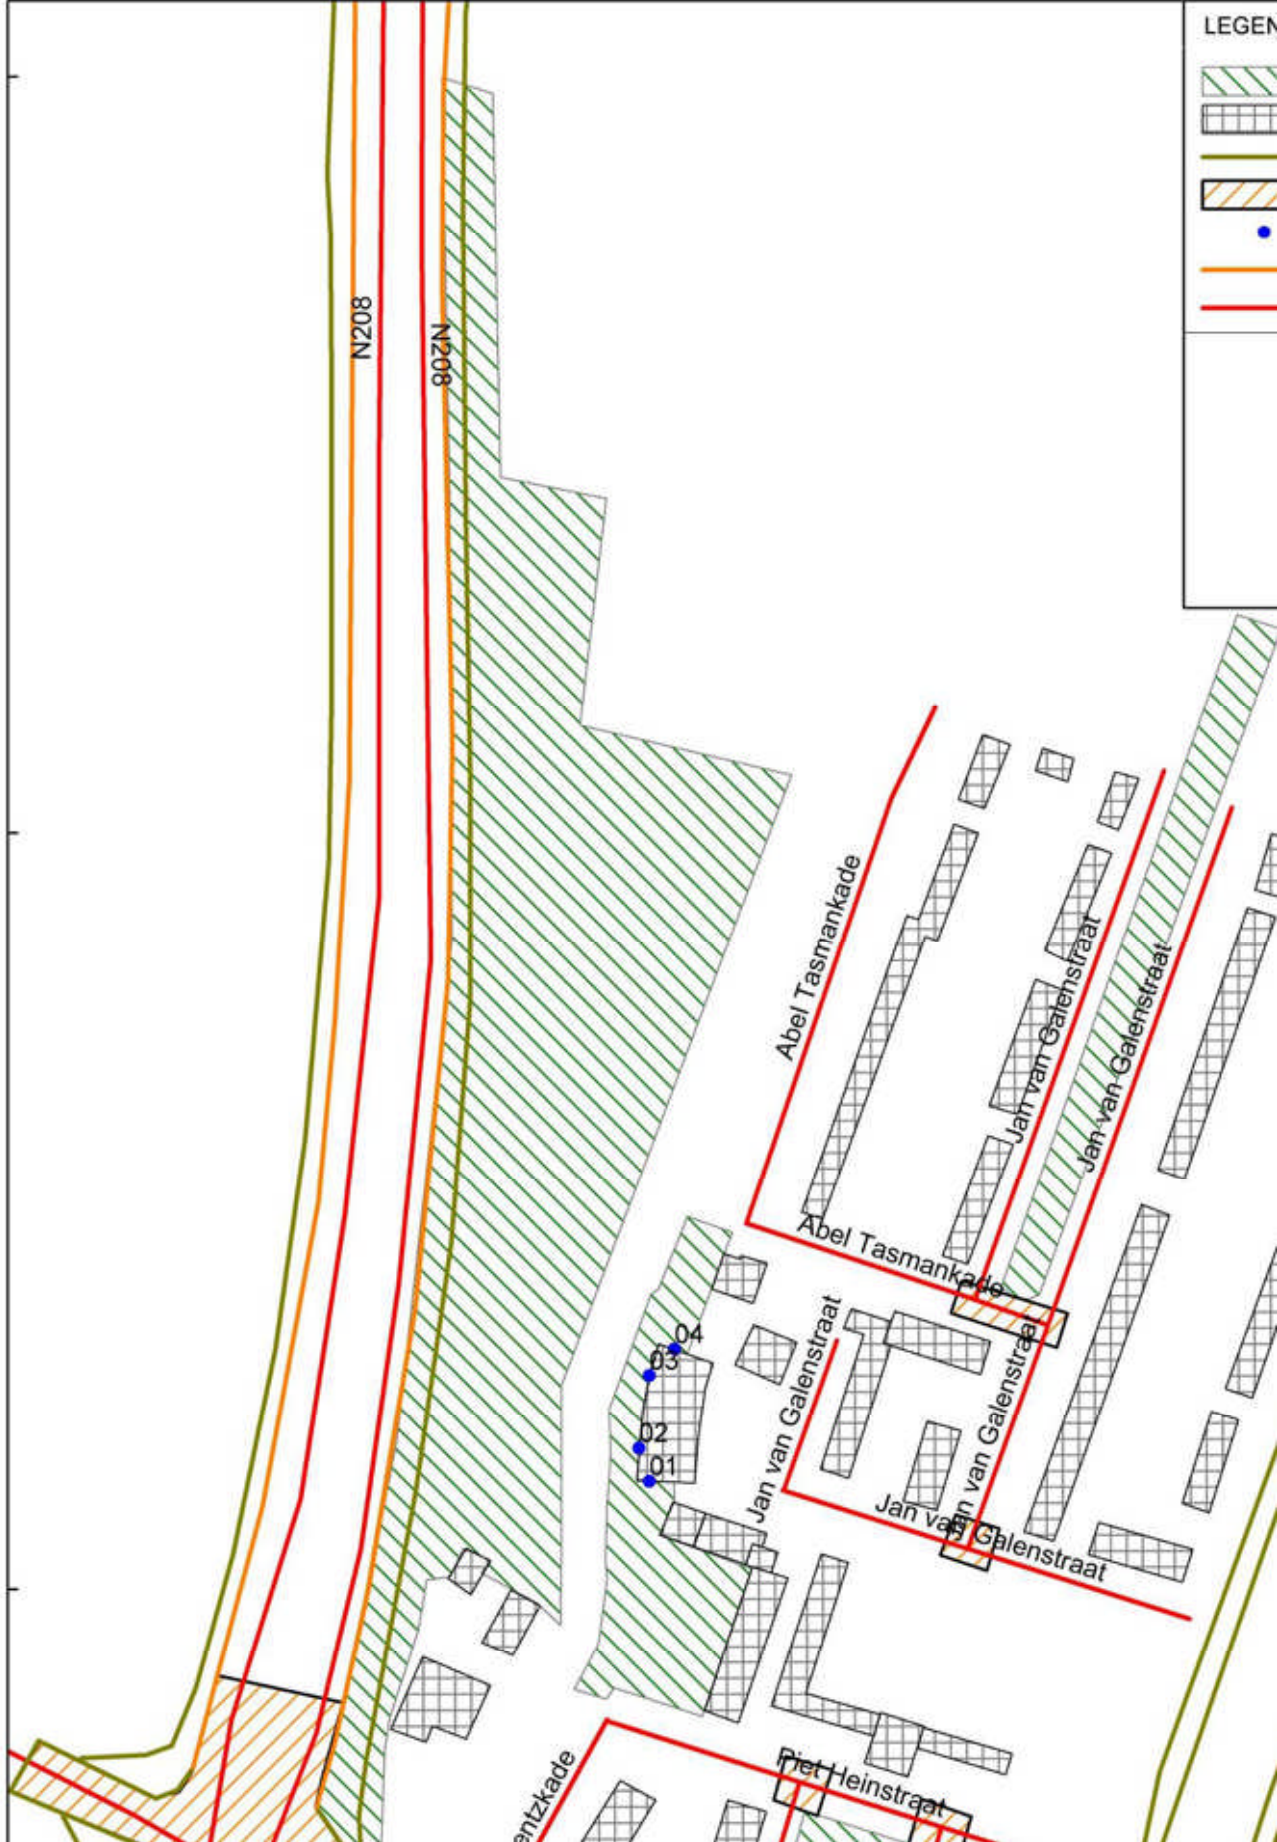 LEGEN
N208
N208
Abel Tasmankade
Jan van Galenstraat
Jan van Galenstraat
Abel Tasmankade
04
03
02
01
Jan van Galenstraat
Jan van Galenstraat
Jan van Galenstraat
Piet Heinstraat
entzkade